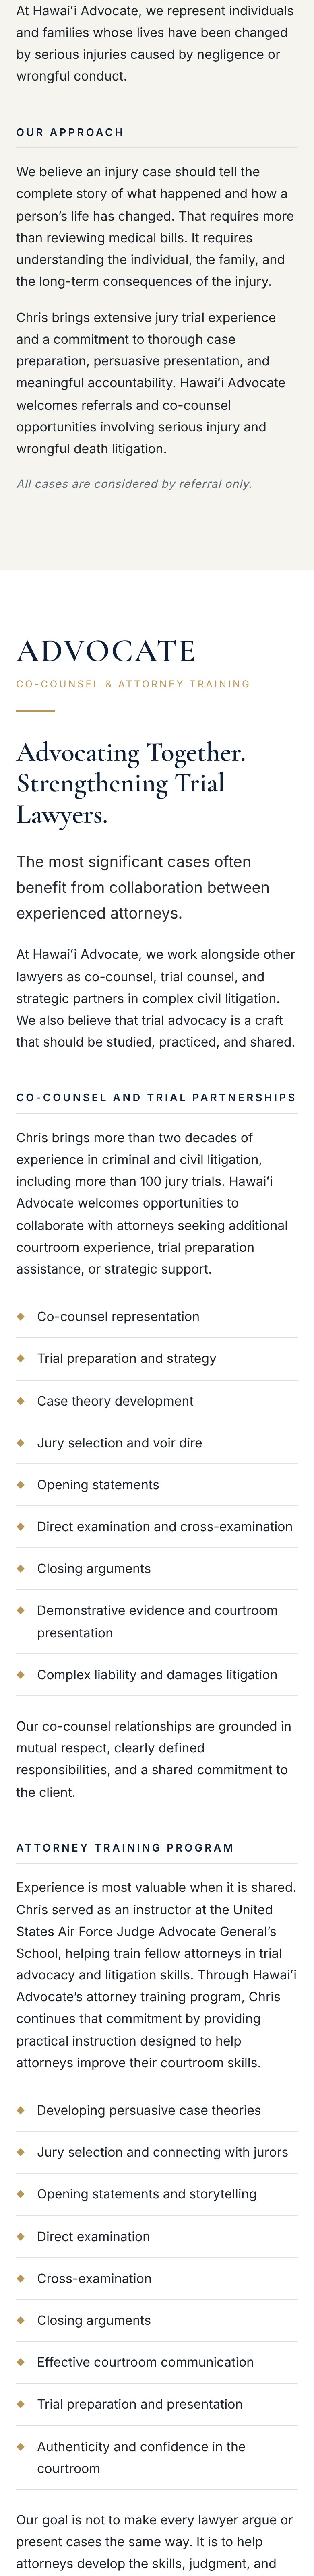 At Hawaiʻi Advocate, we represent individuals
and families whose lives have been changed
by serious injuries caused by negligence or
wrongful conduct.
OUR APPROACH
We believe an injury case should tell the
complete story of what happened and how a
person’s life has changed. That requires more
than reviewing medical bills. It requires
understanding the individual, the family, and
the long-term consequences of the injury.
Chris brings extensive jury trial experience
and a commitment to thorough case
preparation, persuasive presentation, and
meaningful accountability. Hawaiʻi Advocate
welcomes referrals and co-counsel
opportunities involving serious injury and
wrongful death litigation.
All cases are considered by referral only.
ADVOCATE
CO-COUNSEL & ATTORNEY TRAINING
Advocating Together.
Strengthening Trial
Lawyers.
The most significant cases often
benefit from collaboration between
experienced attorneys.
At Hawaiʻi Advocate, we work alongside other
lawyers as co-counsel, trial counsel, and
strategic partners in complex civil litigation.
We also believe that trial advocacy is a craft
that should be studied, practiced, and shared.
CO-COUNSEL AND TRIAL PARTNERSHIPS
Chris brings more than two decades of
experience in criminal and civil litigation,
including more than 100 jury trials. Hawaiʻi
Advocate welcomes opportunities to
collaborate with attorneys seeking additional
courtroom experience, trial preparation
assistance, or strategic support.
Co-counsel representation
Trial preparation and strategy
Case theory development
Jury selection and voir dire
Opening statements
Direct examination and cross-examination
Closing arguments
Demonstrative evidence and courtroom
presentation
Complex liability and damages litigation
Our co-counsel relationships are grounded in
mutual respect, clearly defined
responsibilities, and a shared commitment to
the client.
ATTORNEY TRAINING PROGRAM
Experience is most valuable when it is shared.
Chris served as an instructor at the United
States Air Force Judge Advocate General’s
School, helping train fellow attorneys in trial
advocacy and litigation skills. Through Hawaiʻi
Advocate’s attorney training program, Chris
continues that commitment by providing
practical instruction designed to help
attorneys improve their courtroom skills.
Developing persuasive case theories
Jury selection and connecting with jurors
Opening statements and storytelling
Direct examination
Cross-examination
Closing arguments
Effective courtroom communication
Trial preparation and presentation
Authenticity and confidence in the
courtroom
Our goal is not to make every lawyer argue or
present cases the same way. It is to help
attorneys develop the skills, judgment, and